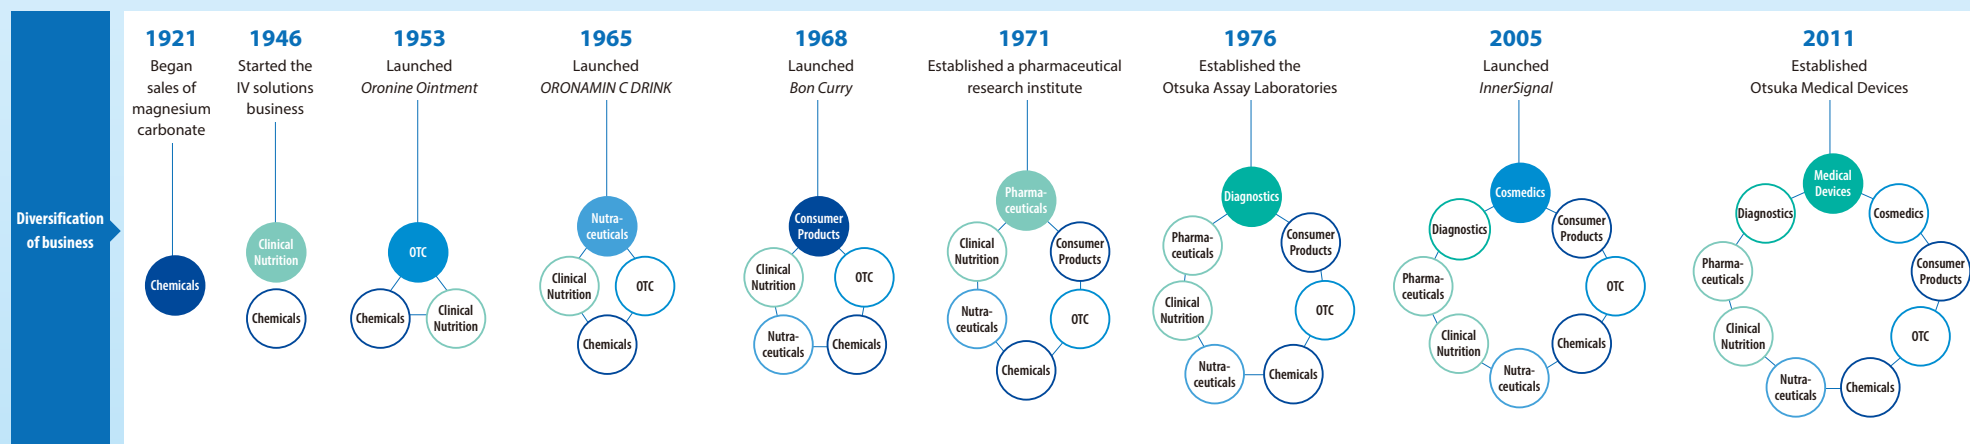 Diversification
of business
1921
Began
sales of
magnesium
carbonate
Chemicals
1946
Started the
IV solutions
business
Clinical
Nutrition
Chemicals
1953
Launched
Oronine Ointment
OTC
Chemicals
Clinical
Nutrition
1965
Launched
ORONAMIN C DRINK
Nutra-
ceuticals
Clinical
Nutrition
OTC
Chemicals
1968
Launched
Bon Curry
Consumer
Products
Clinical
Nutrition
OTC
Nutra-
ceuticals
Chemicals
1971
Established a pharmaceutical
research institute
Pharma-
ceuticals
Clinical
Nutrition
Consumer
Products
Nutra-
ceuticals
OTC
Chemicals
1976
Established the
Otsuka Assay Laboratories
Diagnostics
Pharma-
ceuticals
Consumer
Products
Clinical
Nutrition
OTC
Nutra-
ceuticals
Chemicals
2005
Launched
InnerSignal
Cosmetics
Diagnostics
Consumer
Products
Pharma-
ceuticals
OTC
Clinical
Nutrition
Chemicals
Nutra-
ceuticals
2011
Established
Otsuka Medical Devices
Medical
Devices
Diagnostics
Cosmetics
Pharma-
ceuticals
Consumer
Products
Clinical
Nutrition
OTC
Nutra-
ceuticals
Chemicals